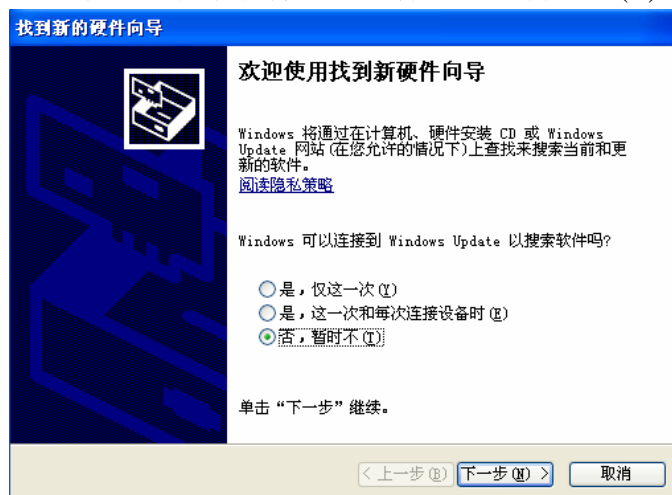 找到新的硬件向导
欢迎使用找到新硬件向导
Windows 将通过在计算机、硬件安装 CD 或 Windows
Update 网站(在您允许的情况下)上查找来搜索当前和更
新的软件。
阅读隐私策略
Windows 可以连接到 Windows Update 以搜索软件吗?
是，仅这一次(Y)
是，这一次和每次连接设备时(E)
否，暂时不(T)
单击“下一步”继续。
< 上一步(B) 下一步(N) > 取消